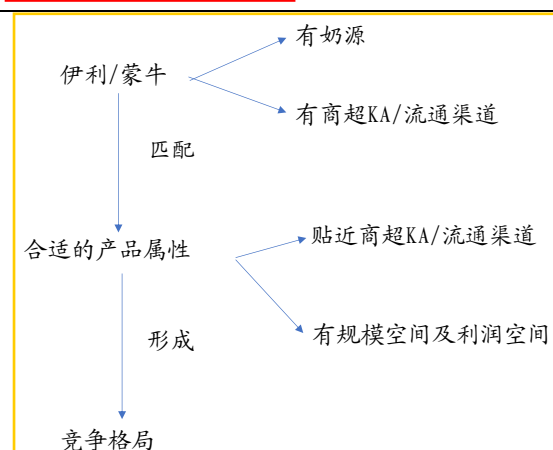 有奶源
伊利/蒙牛
有商超KA/流通渠道
匹配
贴近商超KA/流通渠道
合适的产品属性
有规模空间及利润空间
形成
竞争格局